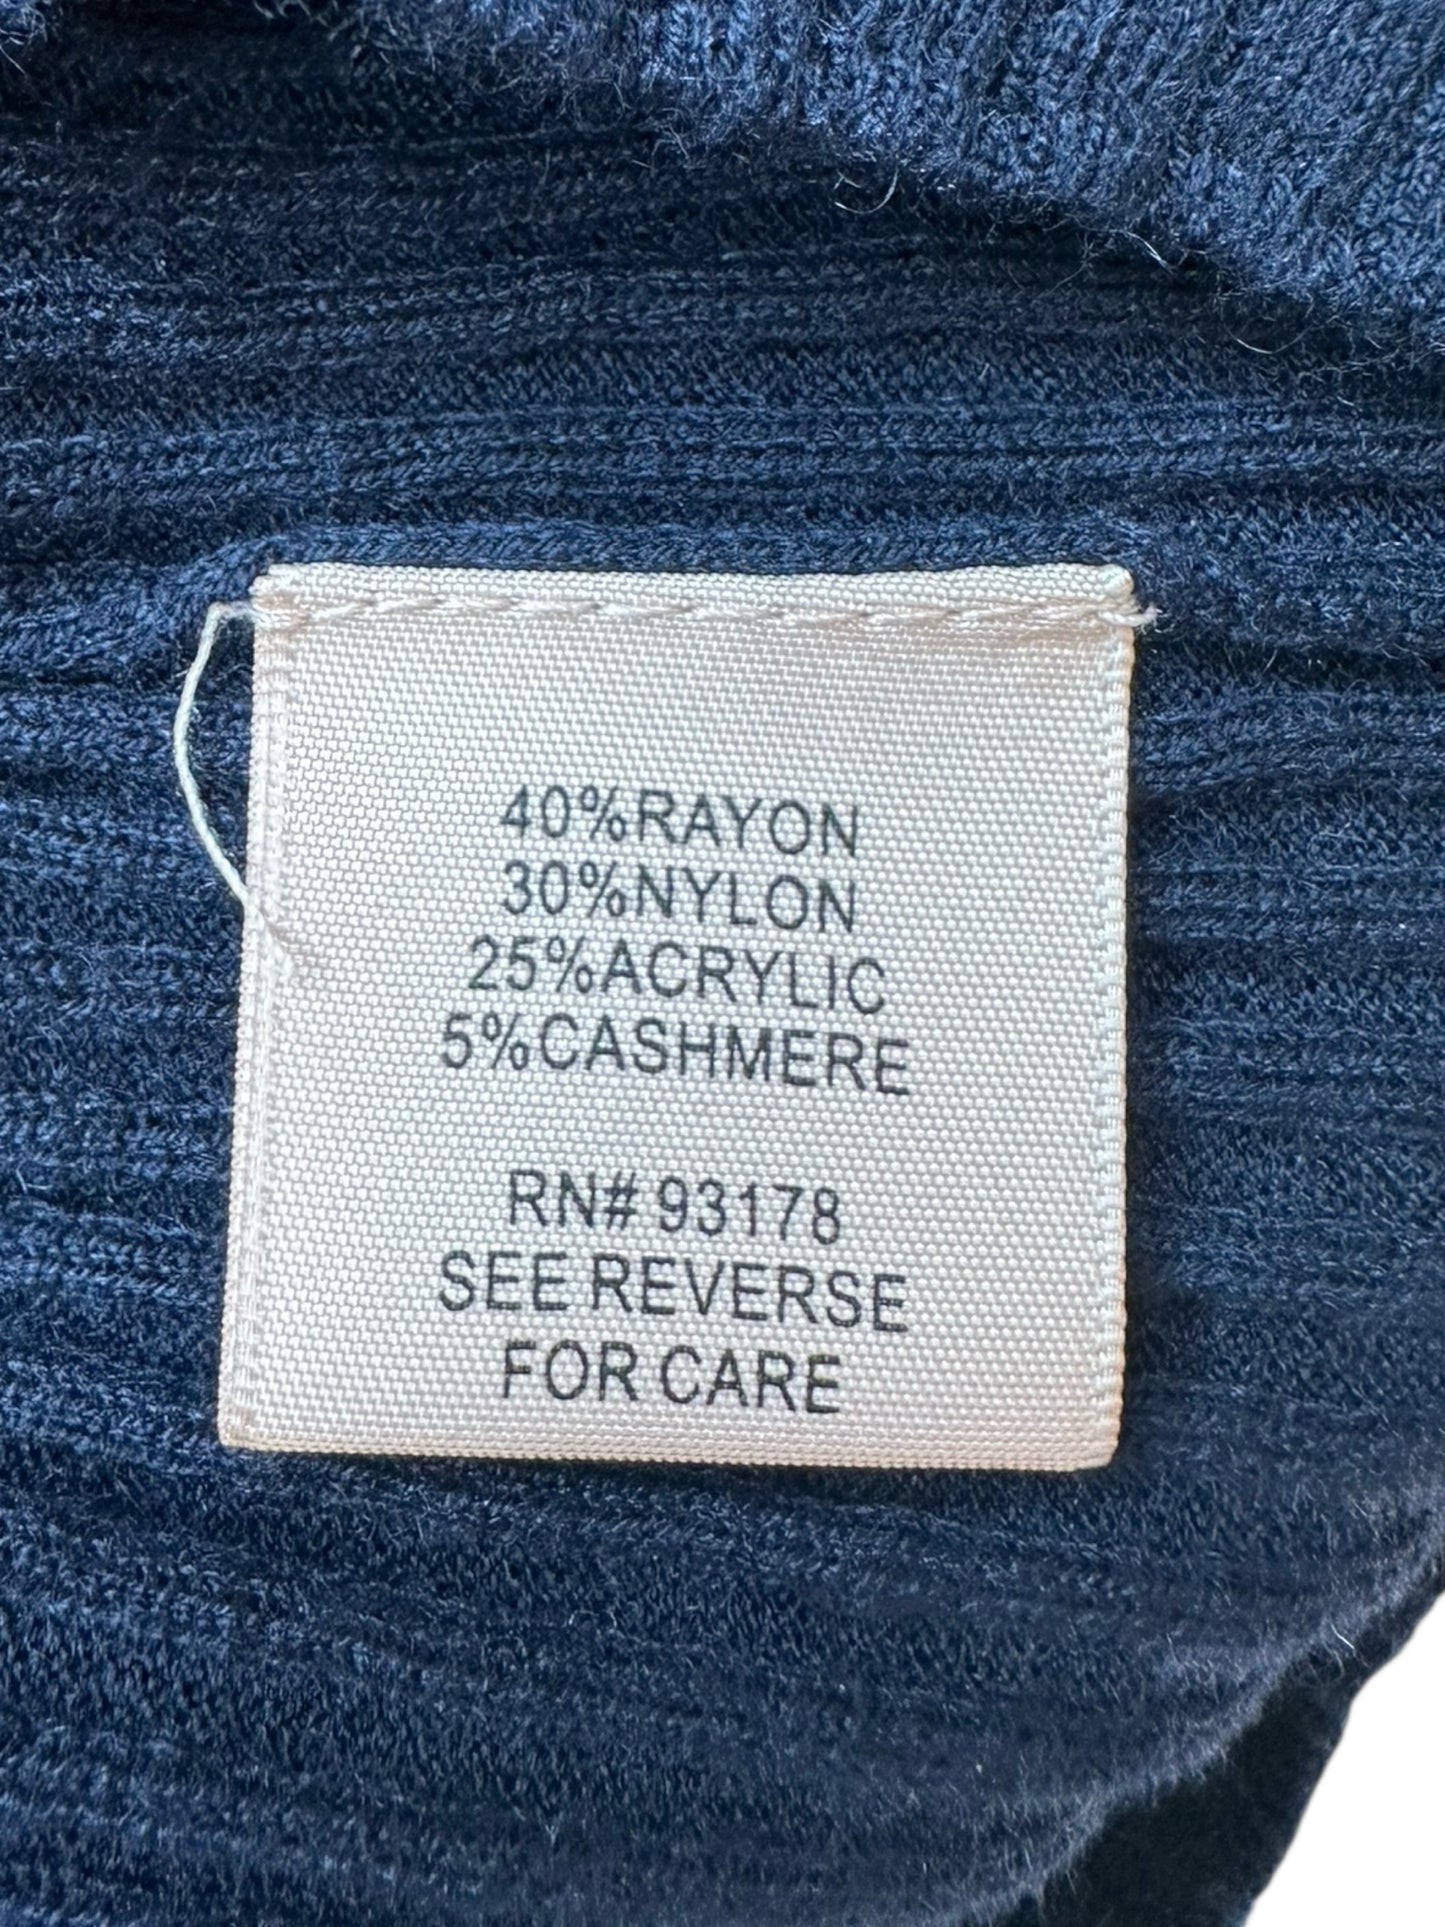 40%RAYON
30%NYLON
25%ACRYLIC
5%CASHMERE
RN# 93178
SEE REVERSE
FOR CARE